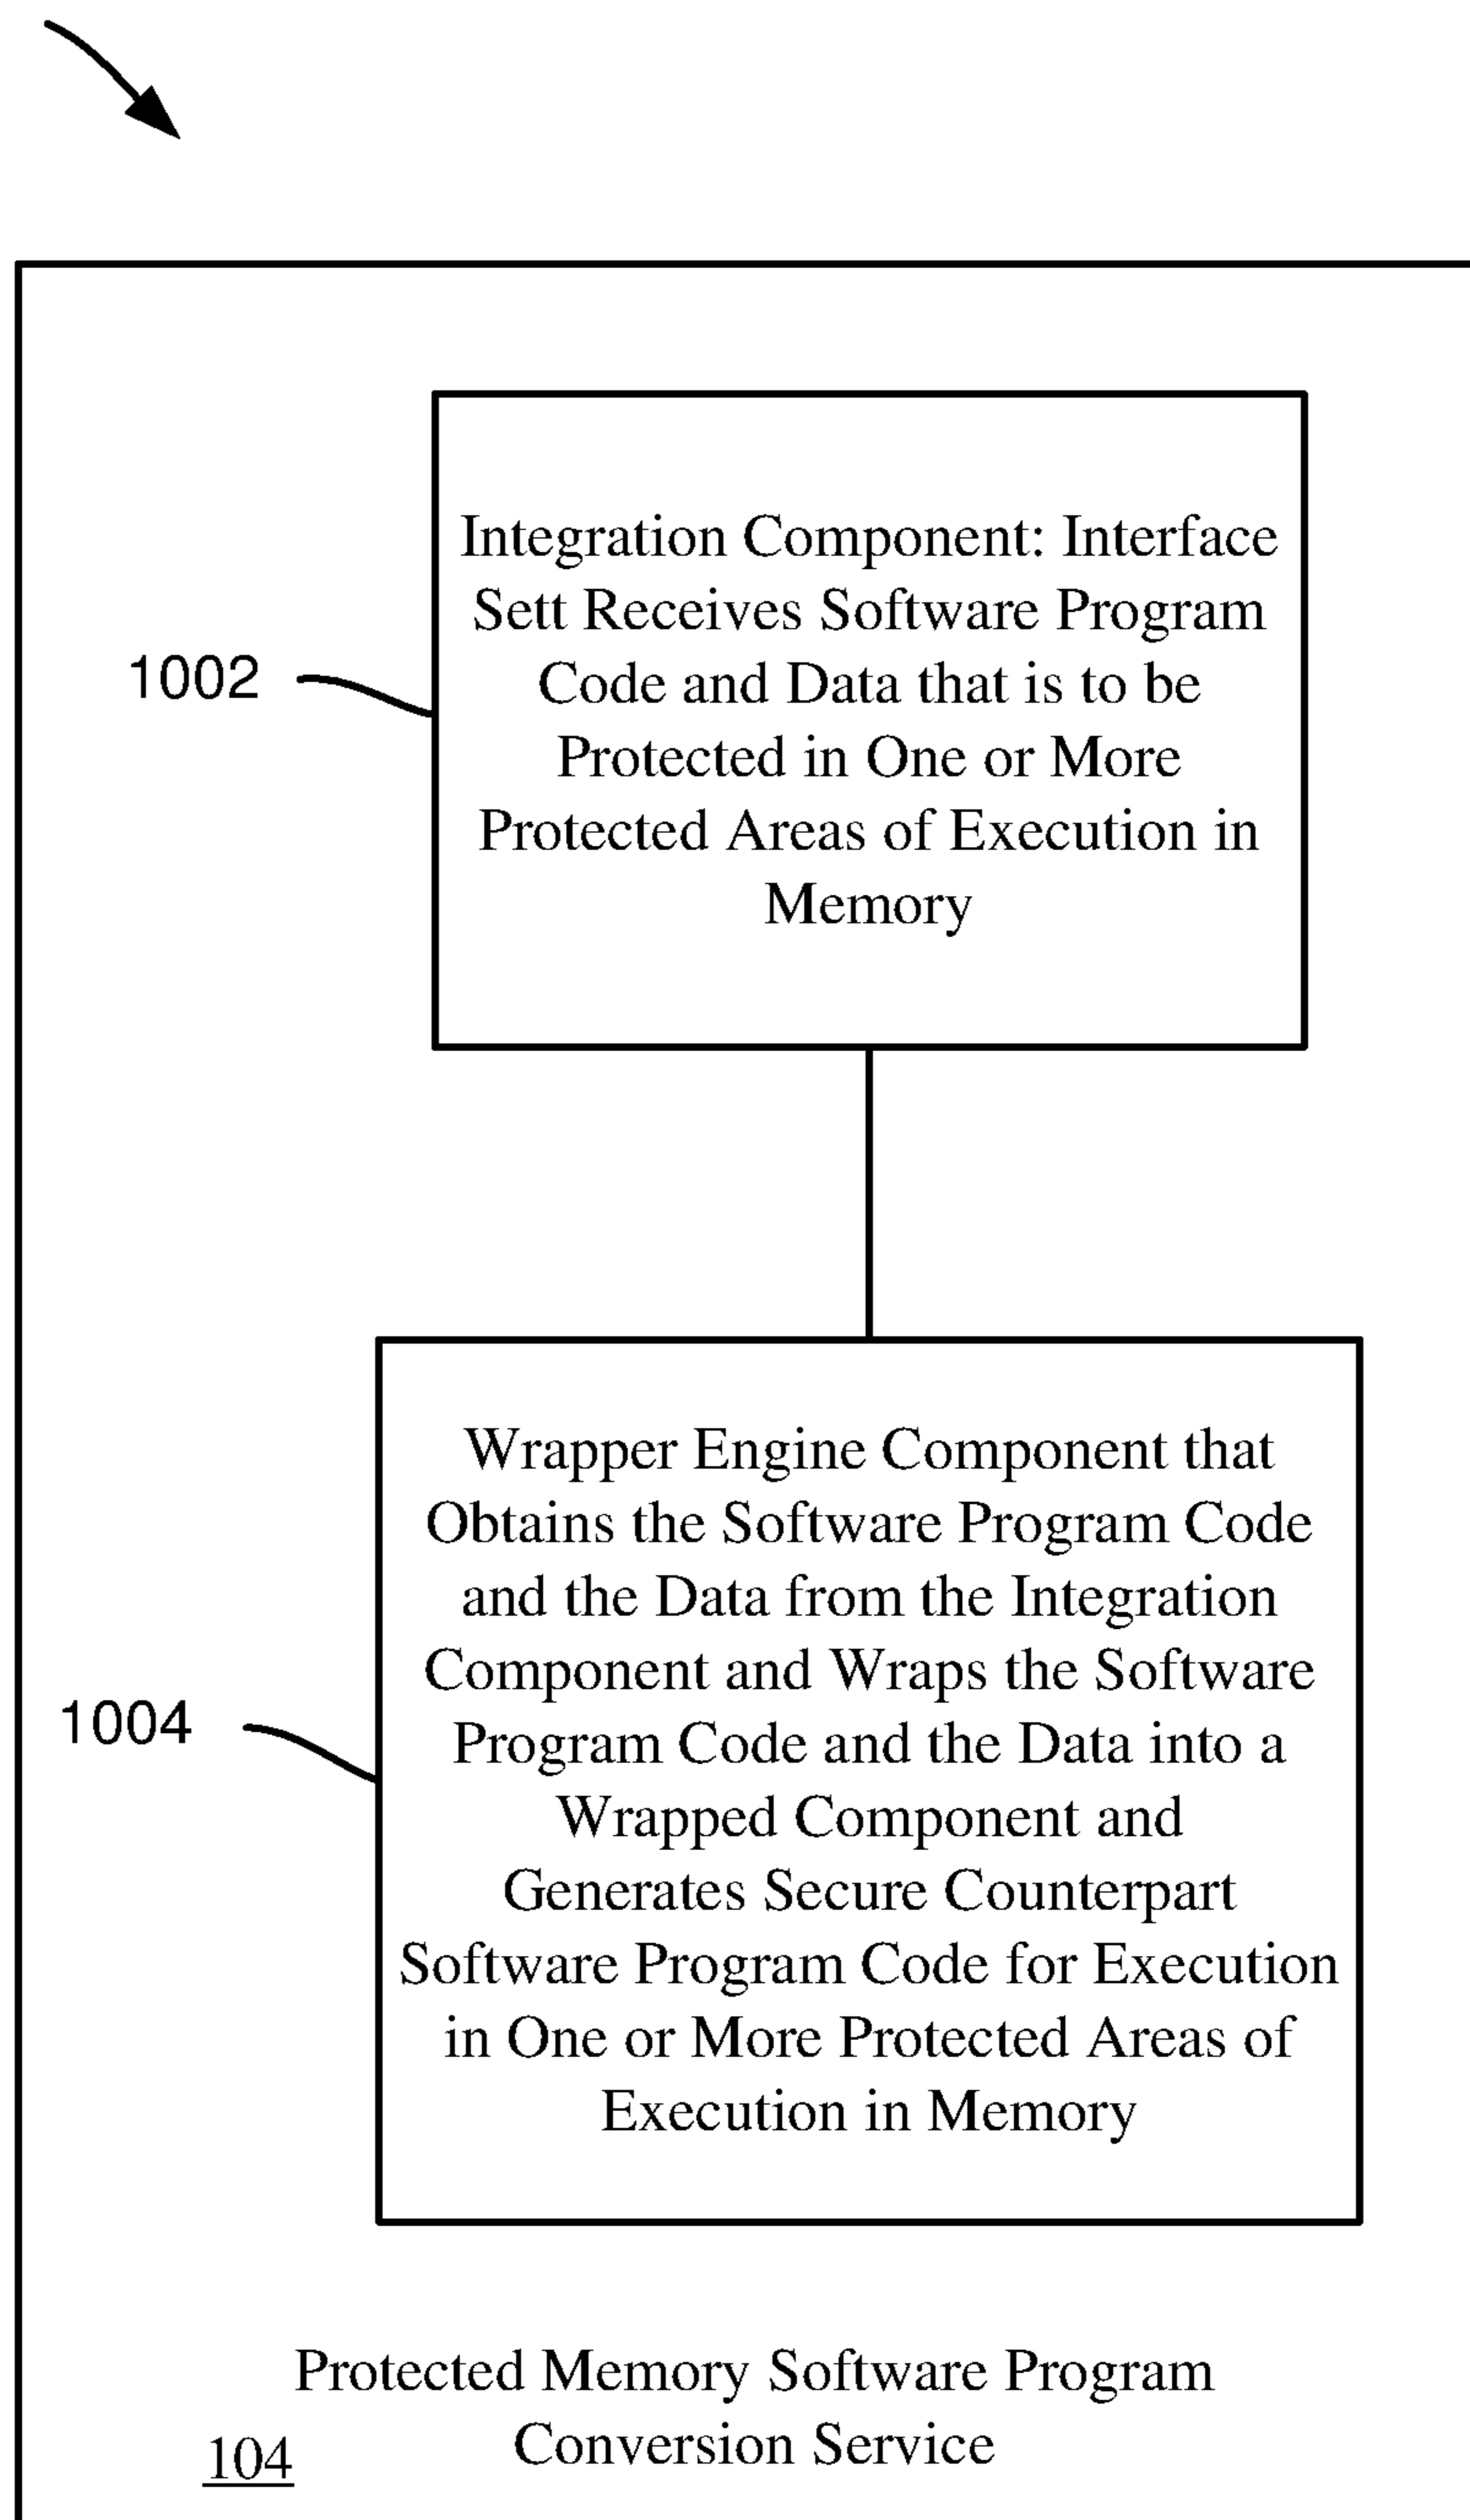 Integration Component: Interface
Sett Receives Software Program
Code and Data that is to be
Protected in One or More
Protected Areas of Execution in
Memory
1002
Wrapper Engine Component that
Obtains the Software Program Code
and the Data from the Integration
Component and Wraps the Software
Program Code and the Data into a
Wrapped Component and
Generates Secure Counterpart
Software Program Code for Execution
in One or More Protected Areas of
Execution in Memory
1004
Protected Memory Software Program
Conversion Service
104